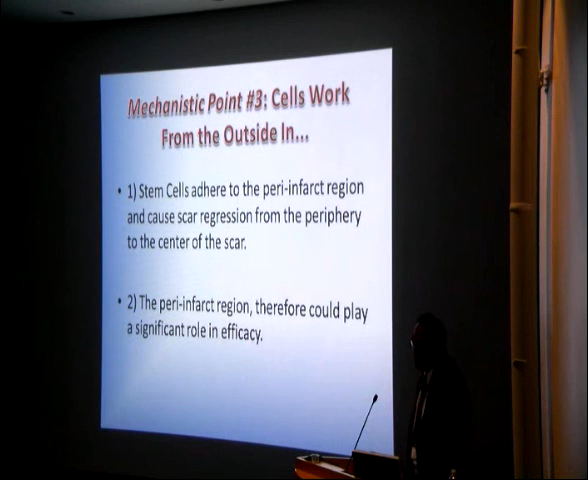 Mechanistic Point #3: Cells Work
From the Outside In...
• 1) Stem Cells adhere to the peri-infarct region
and cause scar regression from the periphery
to the center of the scar.
• 2) The peri-infarct region, therefore could play
a significant role in efficacy.